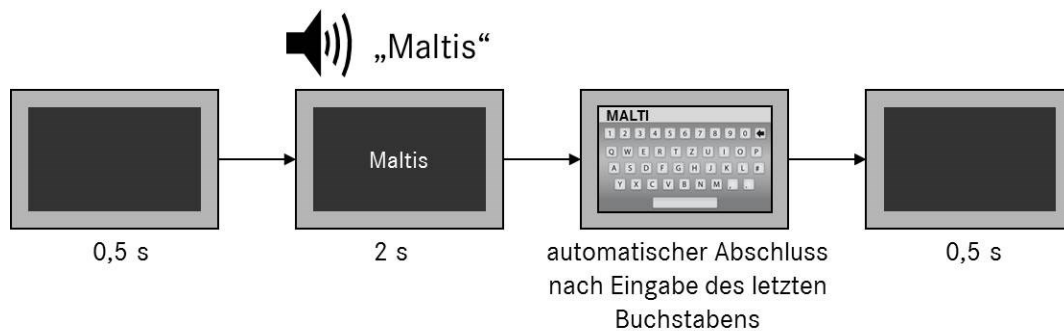 „Maltis“
Maltis
MALTI
1 2 3 4 5 6 7 8 9 0
Q W E R T Z U I O P
A S D F G H J K L #
Y X C V B N M , .
0,5 s
2 s
automatischer Abschluss
nach Eingabe des letzten
Buchstabens
0,5 s